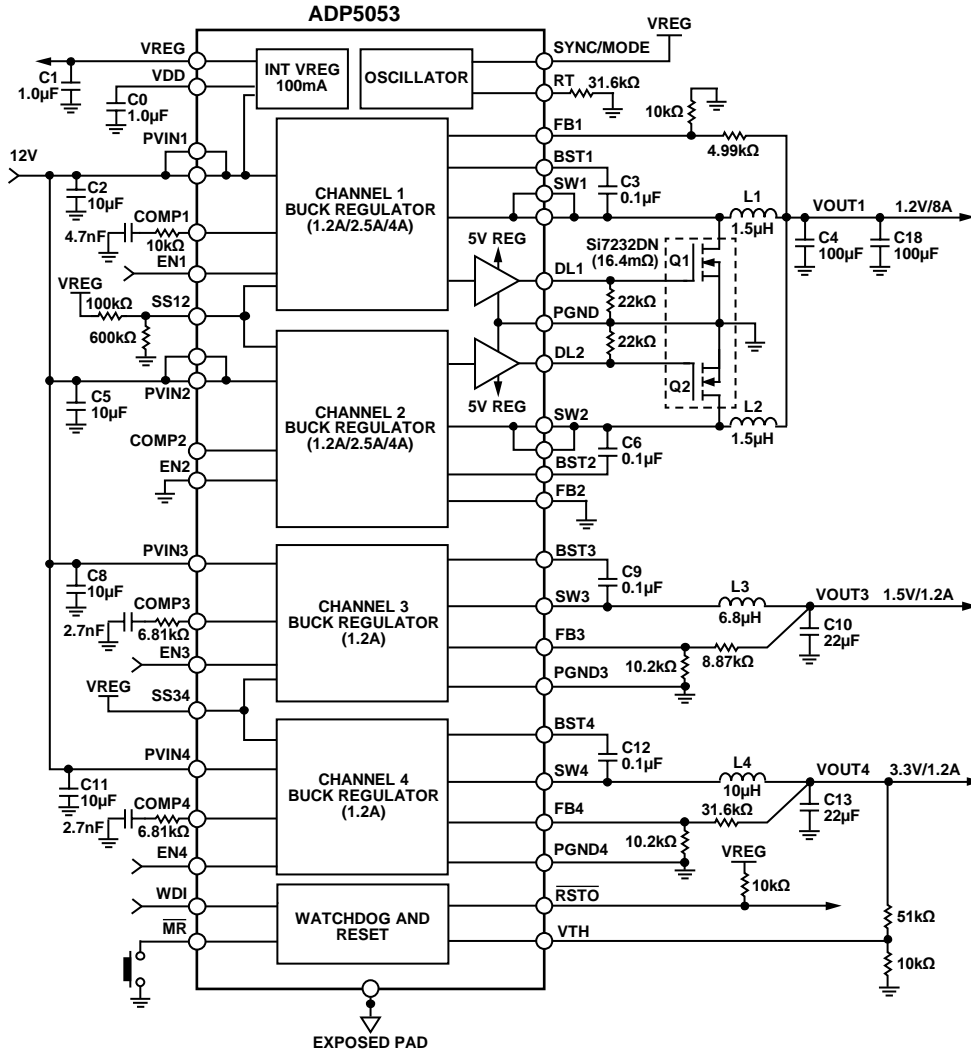 ADP5053
VREG
C1
1.0µF
VDD
C0
1.0µF
INT VREG
100mA
OSCILLATOR
SYNC/MODE
VREG
RT
31.6kΩ
10kΩ
FB1
4.99kΩ
PVIN1
12V
C2
10µF
COMP1
4.7nF
10kΩ
EN1
VREG
100kΩ
SS12
600kΩ
CHANNEL 1
BUCK REGULATOR
(1.2A/2.5A/4A)
BST1
C3
0.1µF
SW1
L1
1.5µH
VOUT1
1.2V/8A
C4
100µF
C18
100µF
5V REG
Si7232DN
(16.4mΩ)
Q1
DL1
22kΩ
PGND
22kΩ
DL2
5V REG
Q2
PVIN2
C5
10µF
COMP2
EN2
CHANNEL 2
BUCK REGULATOR
(1.2A/2.5A/4A)
SW2
L2
1.5µH
C6
0.1µF
BST2
FB2
PVIN3
C8
10µF
COMP3
2.7nF
6.81kΩ
EN3
VREG
SS34
CHANNEL 3
BUCK REGULATOR
(1.2A)
BST3
C9
0.1µF
SW3
L3
6.8µH
VOUT3
1.5V/1.2A
C10
22µF
FB3
8.87kΩ
10.2kΩ
PGND3
PVIN4
C11
10µF
COMP4
2.7nF
6.81kΩ
EN4
CHANNEL 4
BUCK REGULATOR
(1.2A)
BST4
C12
0.1µF
SW4
L4
10µH
VOUT4
3.3V/1.2A
C13
22µF
31.6kΩ
FB4
10.2kΩ
PGND4
VREG
10kΩ
WDI
MR
WATCHDOG AND
RESET
RSTO
VTH
51kΩ
10kΩ
EXPOSED PAD